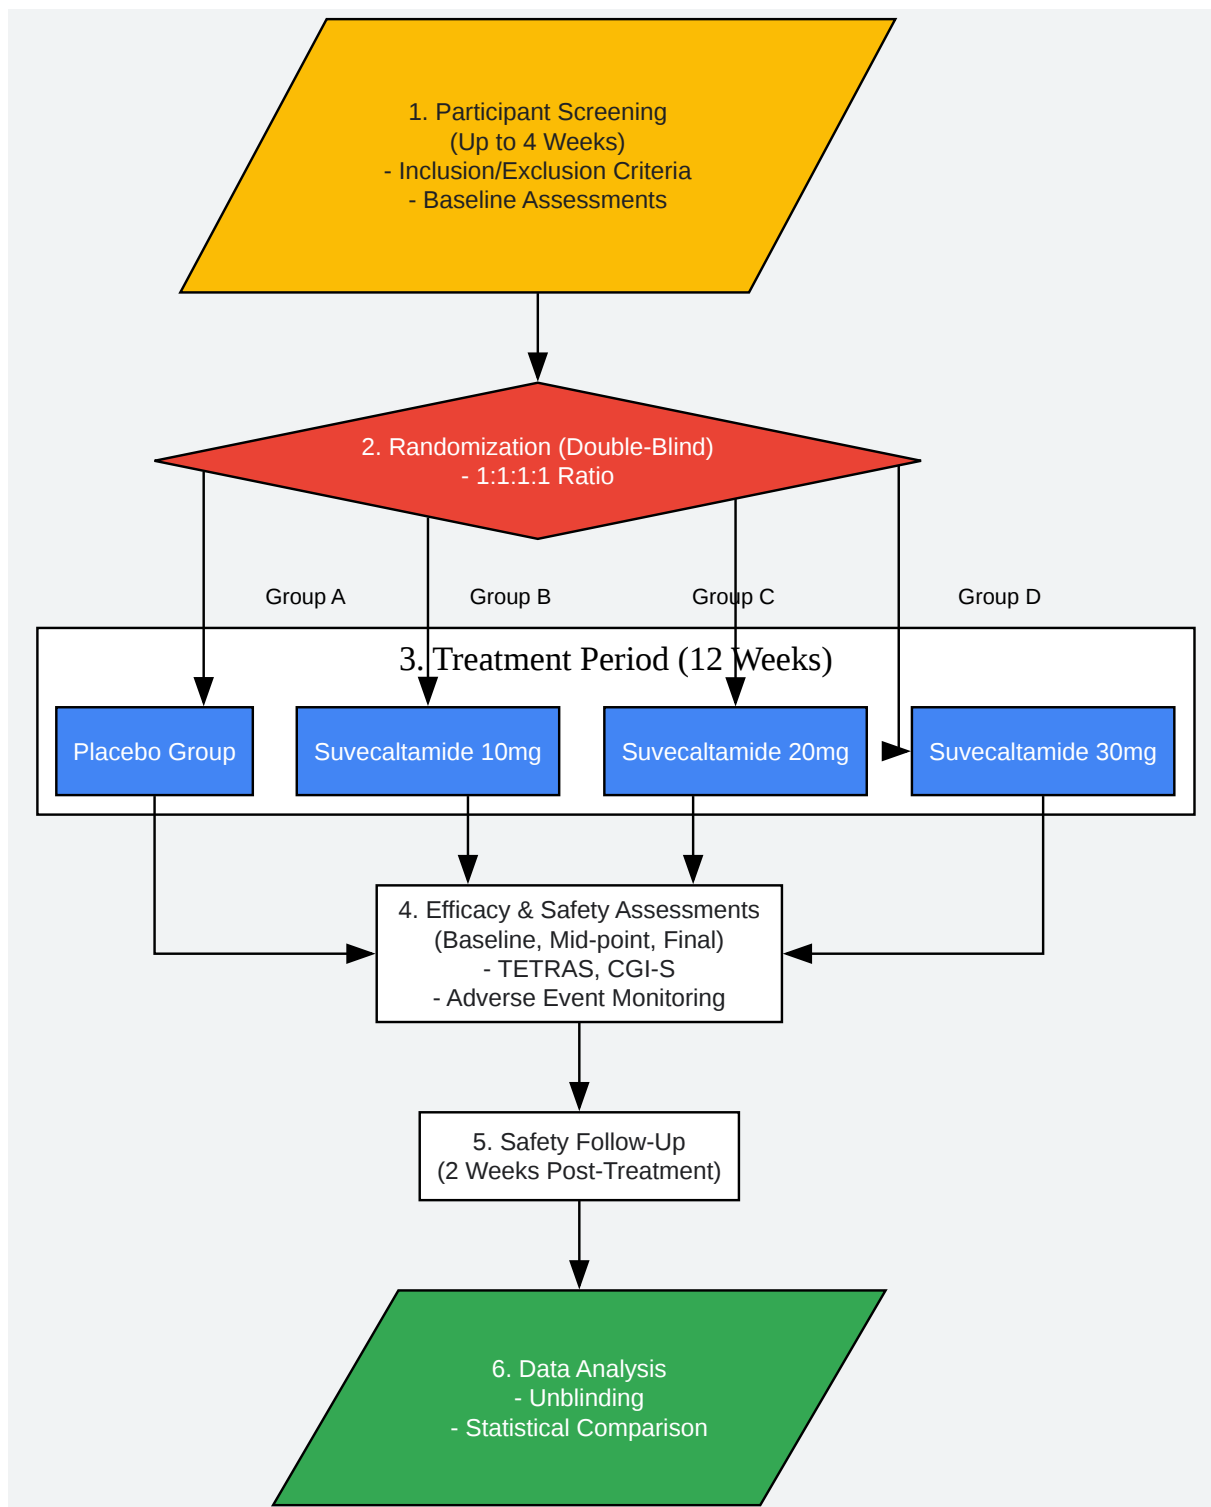 1. Participant Screening
(Up to 4 Weeks)
- Inclusion/Exclusion Criteria
- Baseline Assessments
2. Randomization (Double-Blind)
- 1:1:1:1 Ratio
Group A
Group B
Group C
Group D
3. Treatment Period (12 Weeks)
Placebo Group
Suvecaltamide 10mg
Suvecaltamide 20mg
Suvecaltamide 30mg
4. Efficacy & Safety Assessments
(Baseline, Mid-point, Final)
- TETRAS, CGI-S
- Adverse Event Monitoring
5. Safety Follow-Up
(2 Weeks Post-Treatment)
6. Data Analysis
- Unblinding
- Statistical Comparison